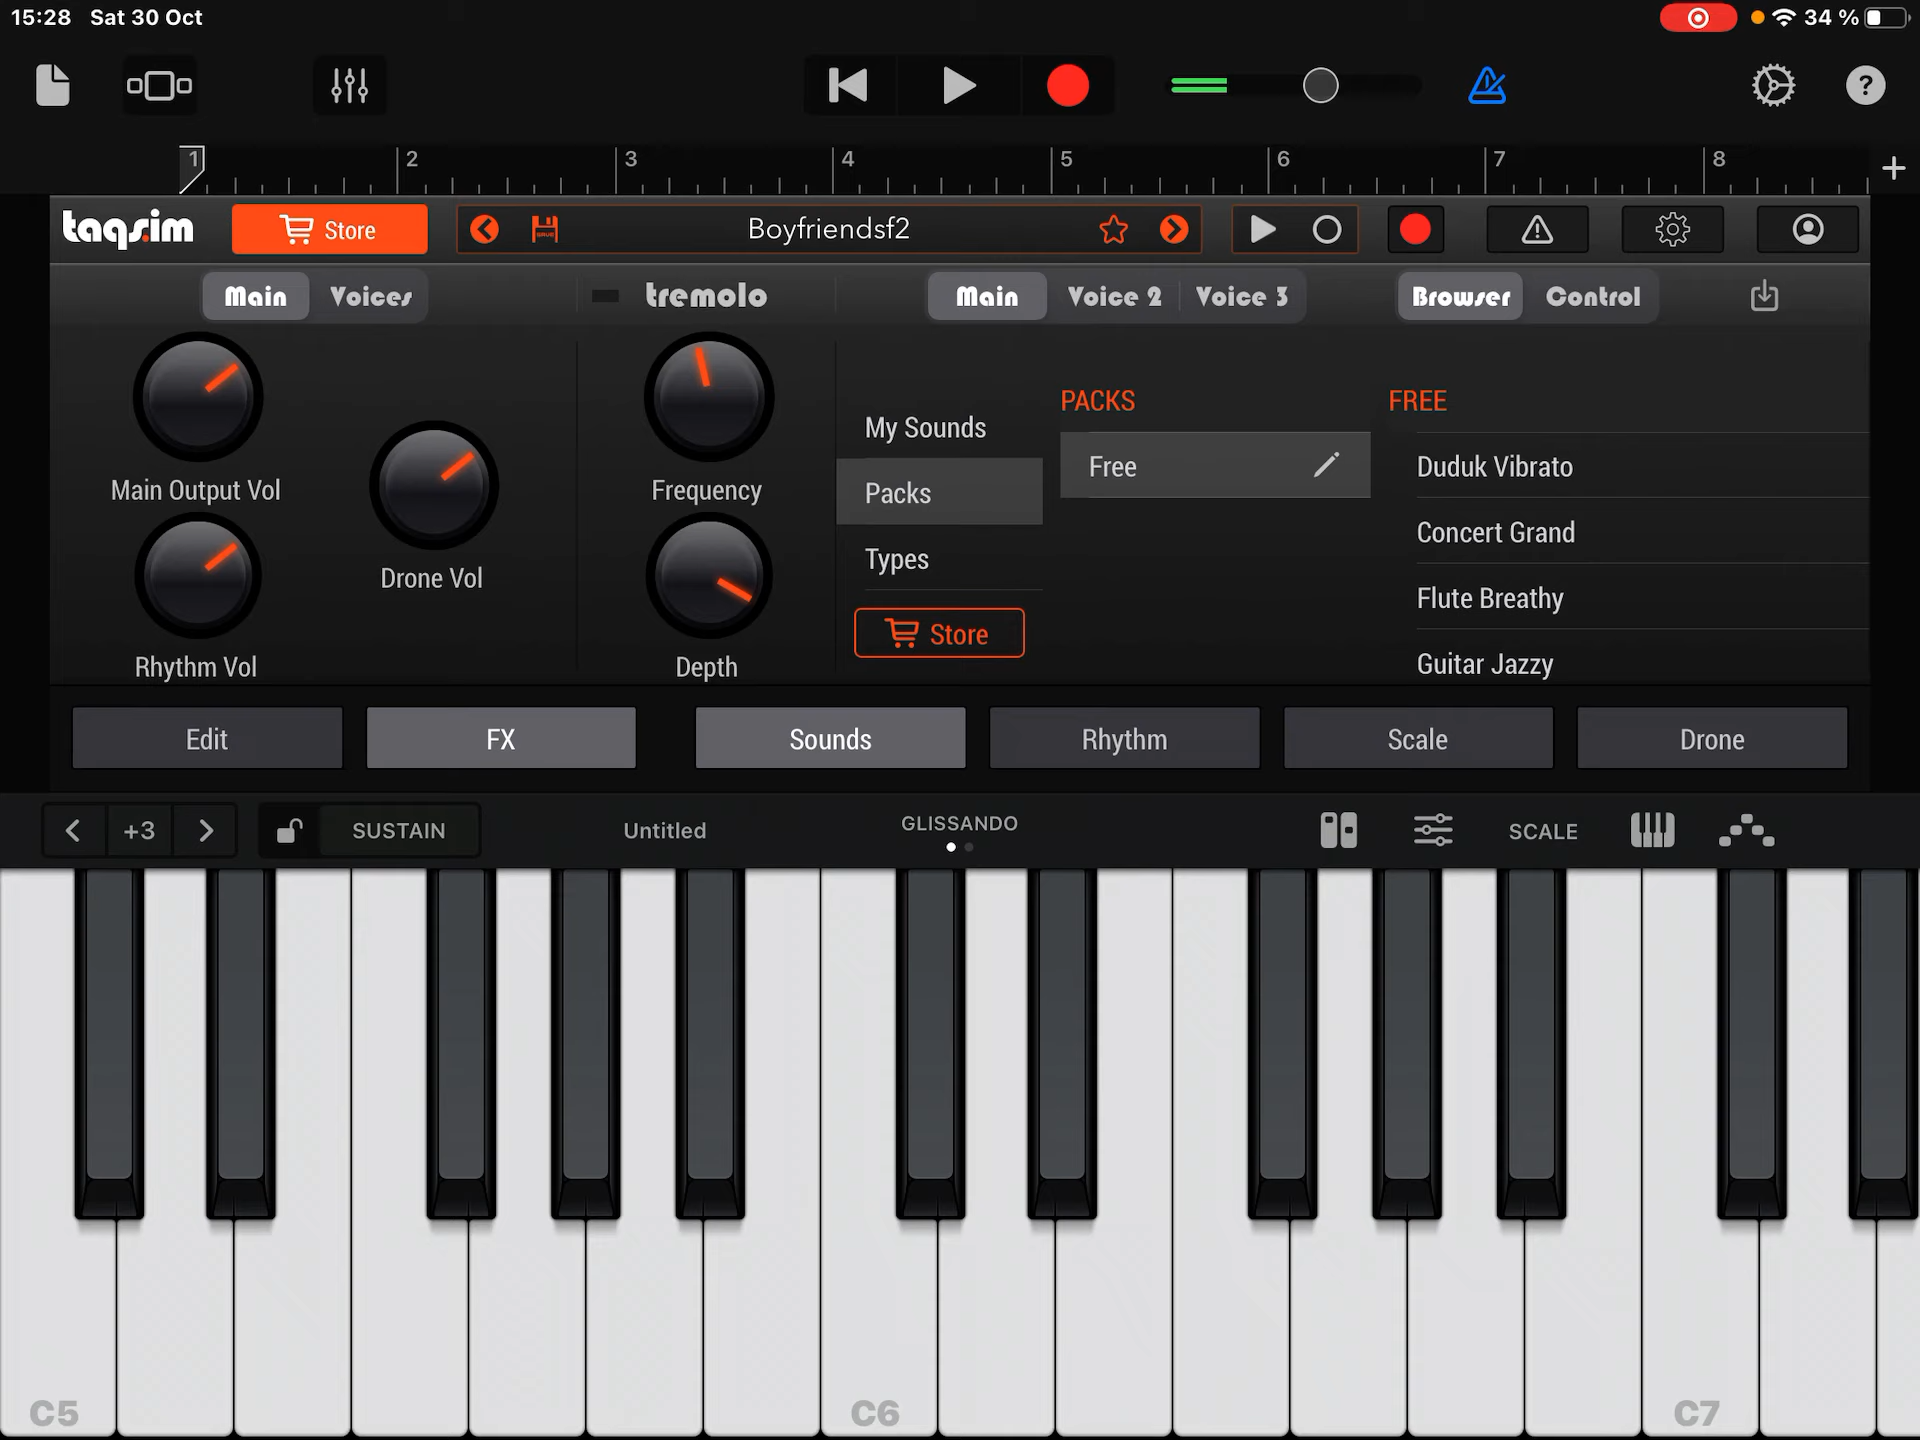 15:28 Sat 30 Oct
34 %
1 2 3 4 5 6 7 8
taqsim Store Boyfriendsf2
Main Voices tremolo Main Voice 2 Voice 3 Browser Control
Main Output Vol
Drone Vol
Rhythm Vol
Frequency
Depth
My Sounds
Packs
Types
Store
PACKS
Free
FREE
Duduk Vibrato
Concert Grand
Flute Breathy
Guitar Jazzy
Edit FX Sounds Rhythm Scale Drone
+3 SUSTAIN Untitled GLISSANDO SCALE
C5 C6 C7